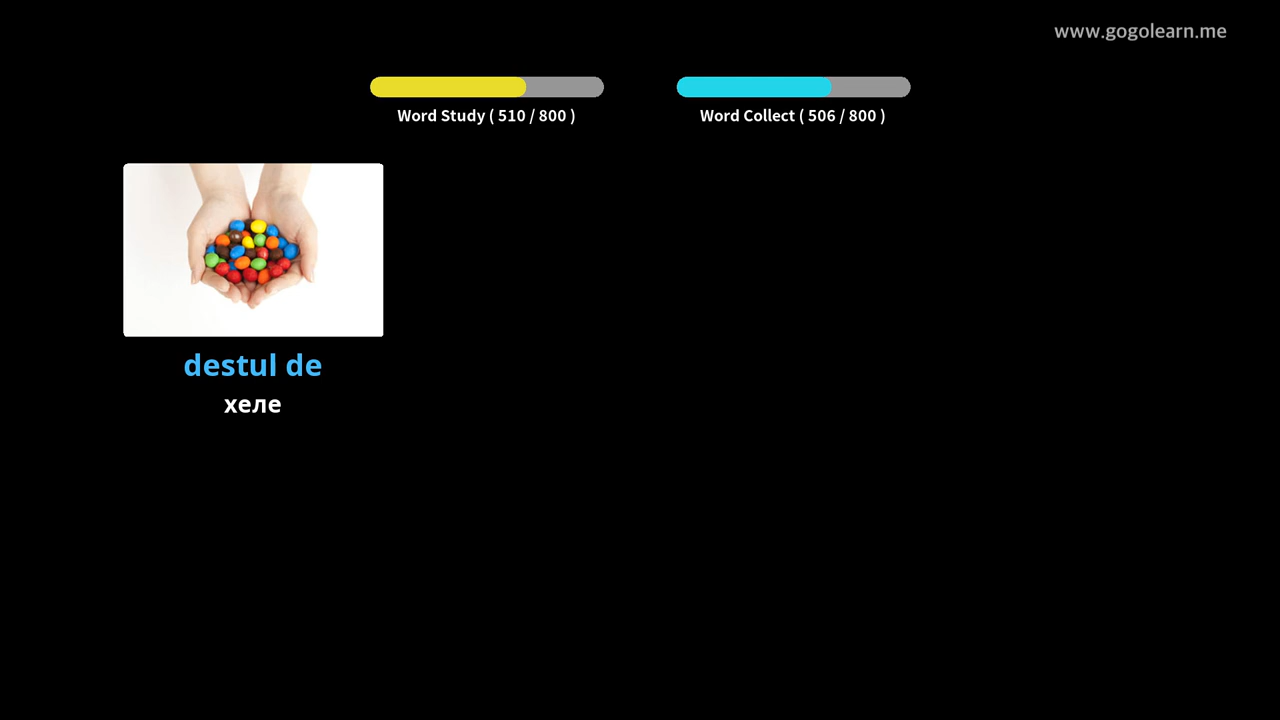 www.gogolearn.me
Word Study ( 510 / 800 )
Word Collect ( 506 / 800 )
destul de
хеле